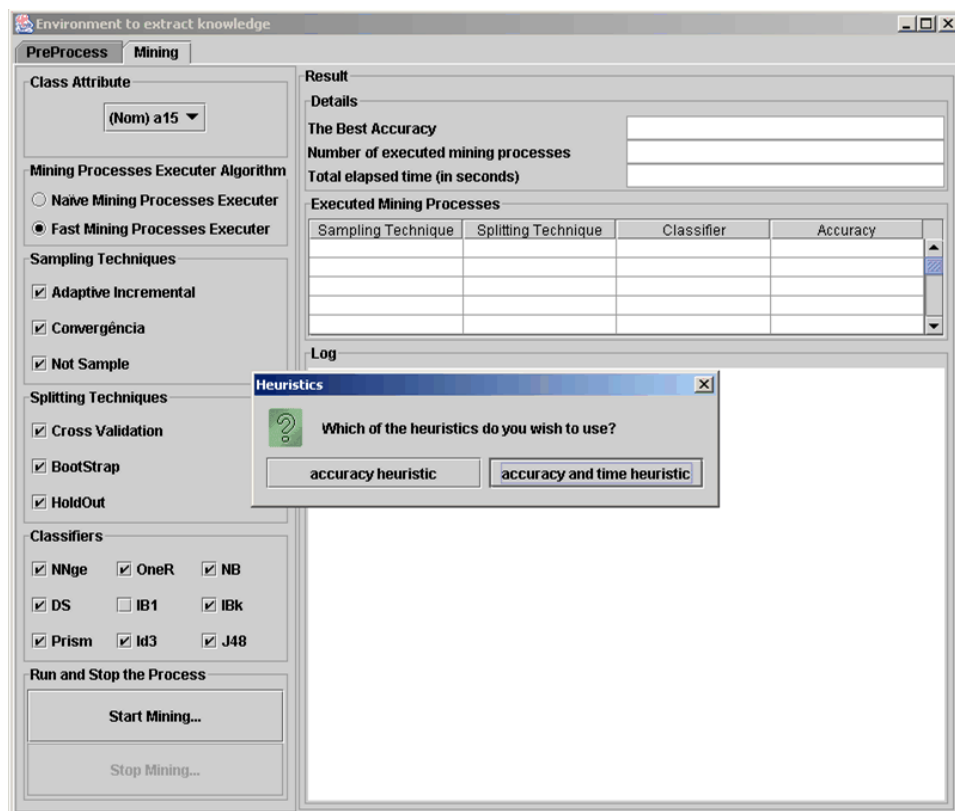 Environment to extract knowledge
PreProcess Mining
Class Attribute
(Nom) a15
Mining Processes Executer Algorithm
Naïve Mining Processes Executer
Fast Mining Processes Executer
Sampling Techniques
Adaptive Incremental
Convergência
Not Sample
Splitting Techniques
Cross Validation
BootStrap
HoldOut
Classifiers
NNge OneR NB
DS IB1 IBk
Prism Id3 J48
Run and Stop the Process
Start Mining...
Stop Mining...
Result
Details
The Best Accuracy
Number of executed mining processes
Total elapsed time (in seconds)
Executed Mining Processes
Sampling Technique Splitting Technique Classifier Accuracy
Log
Heuristics
Which of the heuristics do you wish to use?
accuracy heuristic accuracy and time heuristic